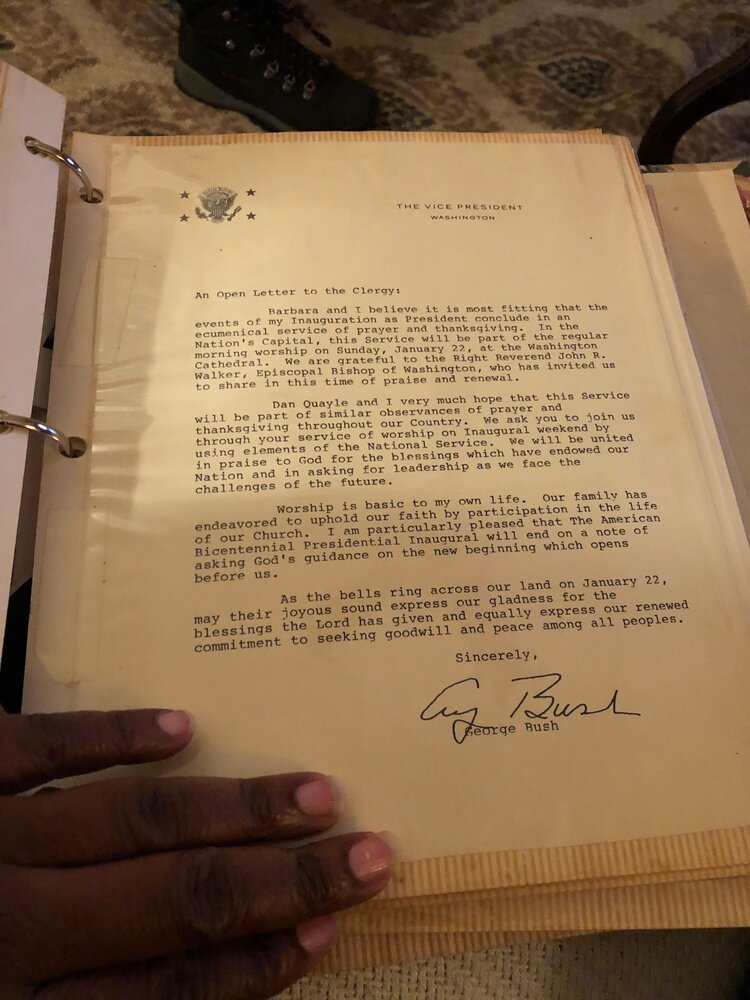 THE VICE PRESIDENT
WASHINGTON
An Open Letter to the Clergy:
Barbara and I believe it is most fitting that the
events of my Inauguration as President conclude in an
ecumenical service of prayer and thanksgiving. In the
Nation's Capital, this Service will be part of the regular
morning worship on Sunday, January 22, at the Washington
Cathedral. We are grateful to the Right Reverend John R.
Walker, Episcopal Bishop of Washington, who has invited us
to share in this time of praise and renewal.
Dan Quayle and I very much hope that this Service
will be part of similar observances of prayer and
thanksgiving throughout our Country. We ask you to join us
through your service of worship on Inaugural weekend by
using elements of the National Service. We will be united
in praise to God for the blessings which have endowed our
Nation and in asking for leadership as we face the
challenges of the future.
Worship is basic to my own life. Our family has
endeavored to uphold our faith by participation in the life
of our Church. I am particularly pleased that The American
Bicentennial Presidential Inaugural will end on a note of
asking God's guidance on the new beginning which opens
before us.
As the bells ring across our land on January 22,
may their joyous sound express our gladness for the
blessings the Lord has given and equally express our renewed
commitment to seeking goodwill and peace among all peoples.
Sincerely,
G Bush
George Bush